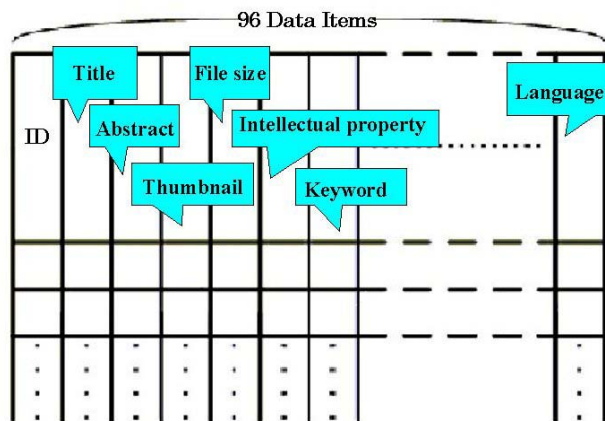 96 Data Items
Title
File size
Language
Abstract
Intellectual property
ID
Thumbnail
Keyword